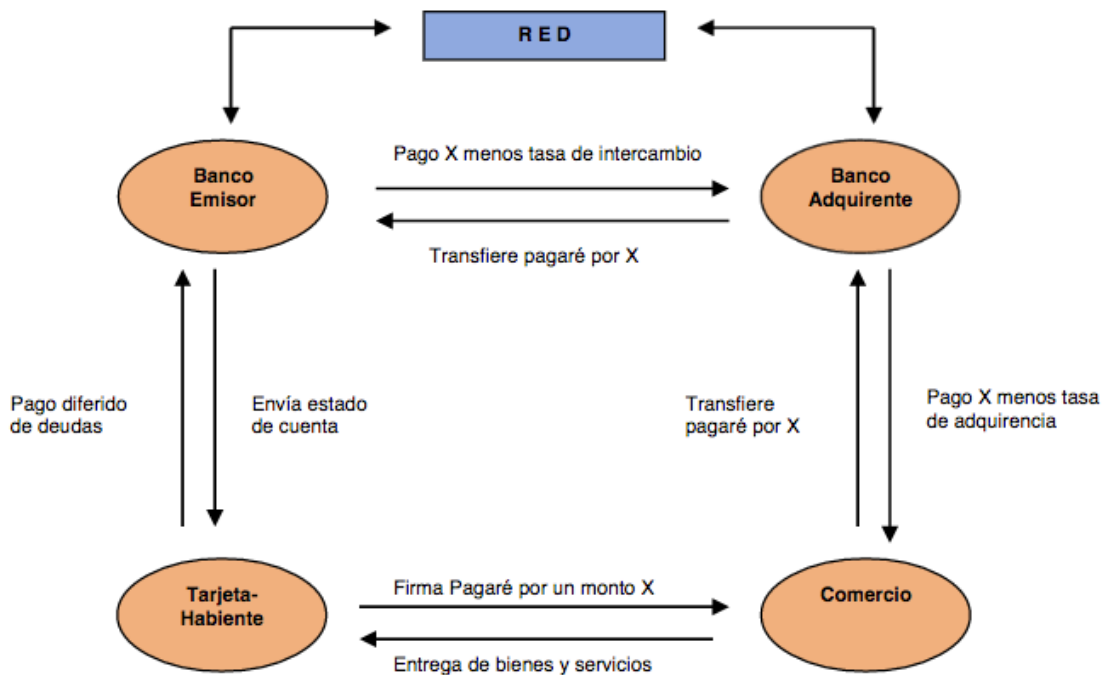 R E D
Banco
Emisor
Pago X menos tasa de intercambio
Banco
Adquirente
Transfiere pagaré por X
Pago diferido
de deudas
Envía estado
de cuenta
Transfiere
pagaré por X
Pago X menos tasa
de adquirencia
Tarjeta-
Habiente
Firma Pagaré por un monto X
Comercio
Entrega de bienes y servicios